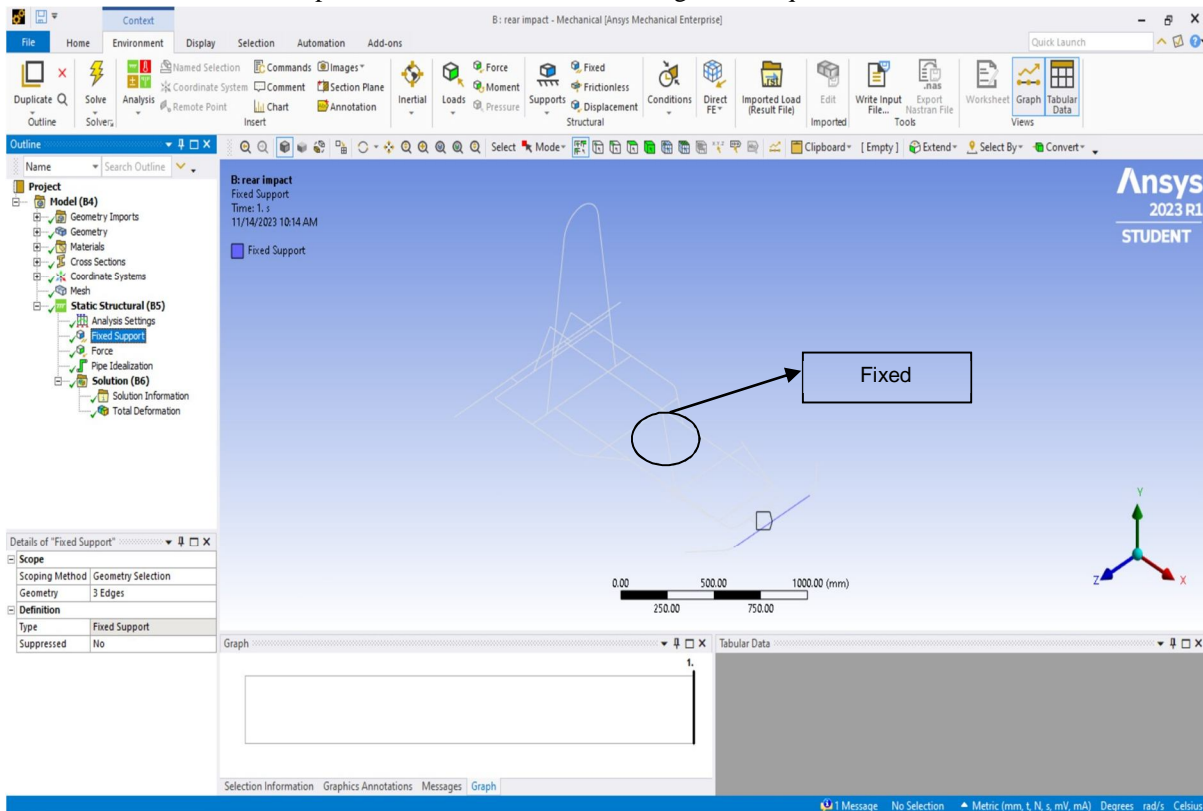 Context
B : rear impact - Mechanical [Ansys Mechanical Enterprise]
File Home Environment Display Selection Automation Add-ons
Quick Launch
Duplicate
Outline
Solve
Solvers
Analysis
Named Selection
Coordinate System
Remote Point
Commands
Comment
Chart
Images
Section Plane
Annotation
Insert
Inertial
Loads
Force
Moment
Pressure
Supports
Fixed
Frictionless
Displacement
Conditions
Structural
Direct
FE
Imported Load
(Result File)
Edit
Imported
Write Input
File...
.nas
Export
Nastran File
Tools
Worksheet
Graph
Tabular
Data
Views
Outline
Select Mode Clipboard [ Empty ] Extend Select By Convert
Name Search Outline
Project
Model (B4)
Geometry Imports
Geometry
Materials
Cross Sections
Coordinate Systems
Mesh
Static Structural (B5)
Analysis Settings
Fixed Support
Force
Pipe Idealization
Solution (B6)
Solution Information
Total Deformation
B: rear impact
Fixed Support
Time: 1. s
11/14/2023 10:14 AM
Fixed Support
Ansys
2023 R1
STUDENT
Fixed
Y
Z
X
0.00 500.00 1000.00 (mm)
250.00 750.00
Details of "Fixed Support"
Scope
Scoping Method Geometry Selection
Geometry 3 Edges
Definition
Type Fixed Support
Suppressed No
Graph
1.
Tabular Data
Selection Information Graphics Annotations Messages Graph
1 Message No Selection Metric (mm, t, N, s, mV, mA) Degrees rad/s Celsius